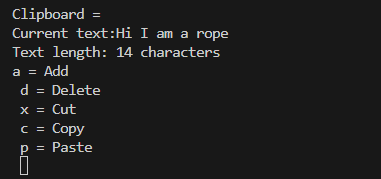 Clipboard =
Current text:Hi I am a rope
Text length: 14 characters
a = Add
 d = Delete
 x = Cut
 c = Copy
 p = Paste